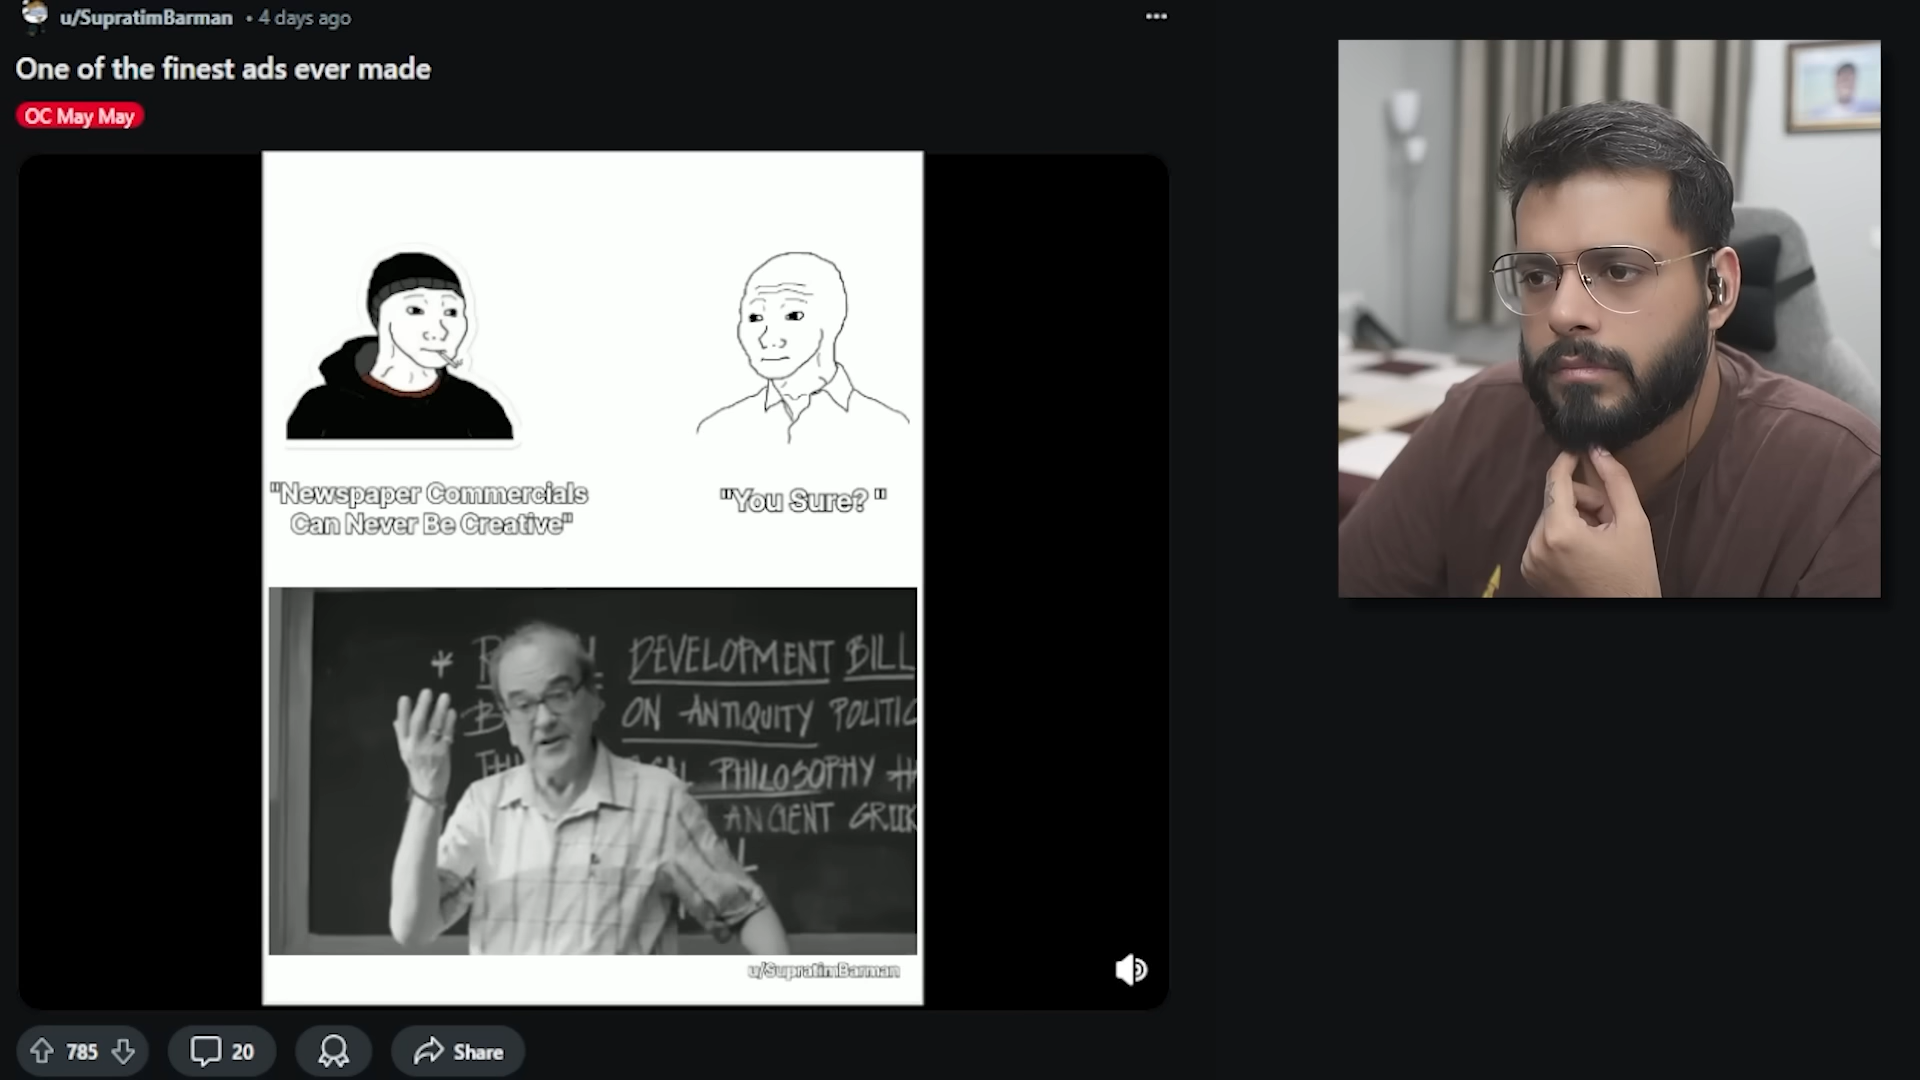 u/SupratimBarman • 4 days ago
One of the finest ads ever made
OC May May
"Newspaper Commercials
Can Never Be Creative"
"You Sure? "
DEVELOPMENT BILL
ON ANTIQUITY
PHILOSOPHY
ANCIENT
u/SupratimBarman
785
20
Share